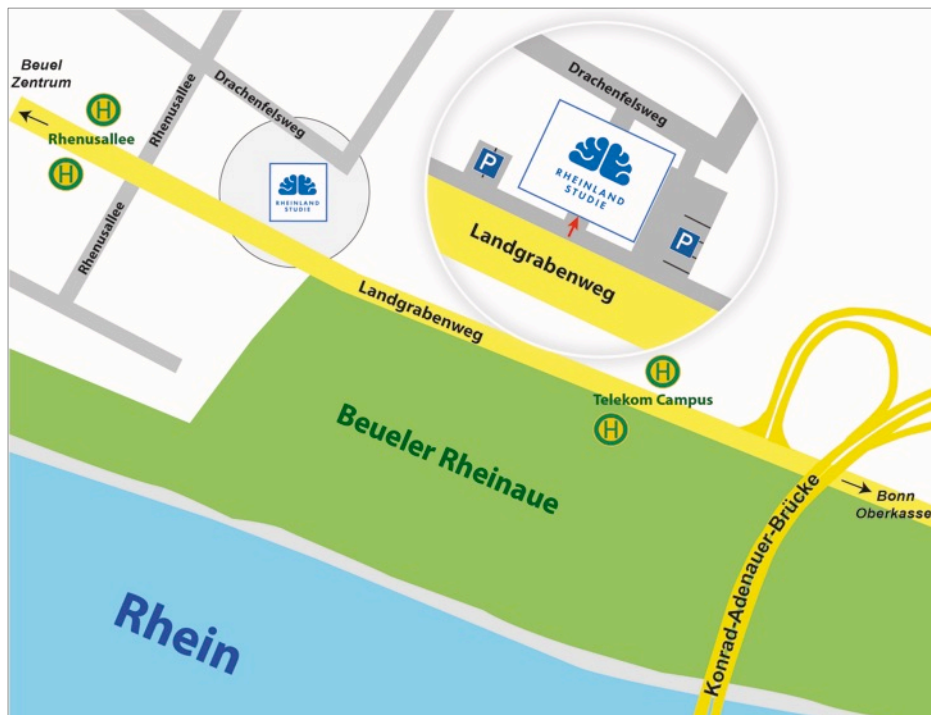 Beuel
Zentrum
H
Rhenusallee
H
Rhenusallee
Rhenusallee
Drachenfelsweg
RHEINLAND
STUDIE
Drachenfelsweg
P
RHEINLAND
STUDIE
P
Landgrabenweg
Landgrabenweg
H
Telekom Campus
H
Beueler Rheinaue
Bonn
Oberkassel
Konrad-Adenauer-Brücke
Rhein